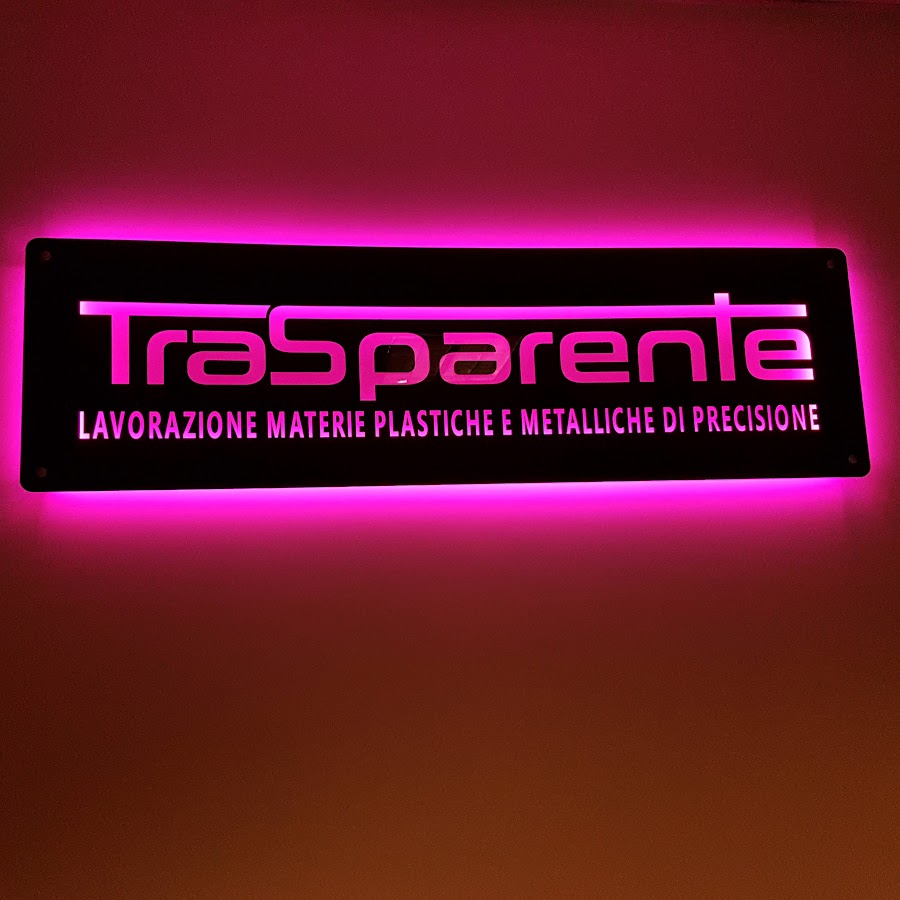 TraSparente
LAVORAZIONE MATERIE PLASTICHE E METALLICHE DI PRECISIONE